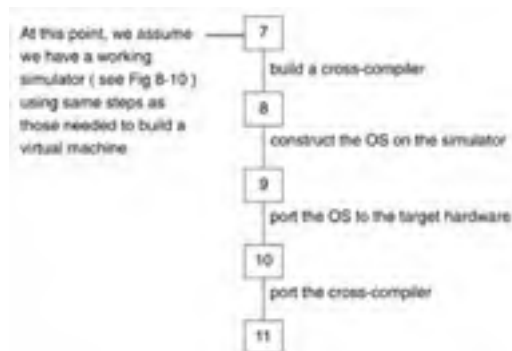 At this point, we assume
we have a working
simulator ( see Fig 8-10 )
using same steps as
those needed to build a
virtual machine
7
build a cross-compiler
8
construct the OS on the simulator
9
port the OS to the target hardware
10
port the cross-compiler
11